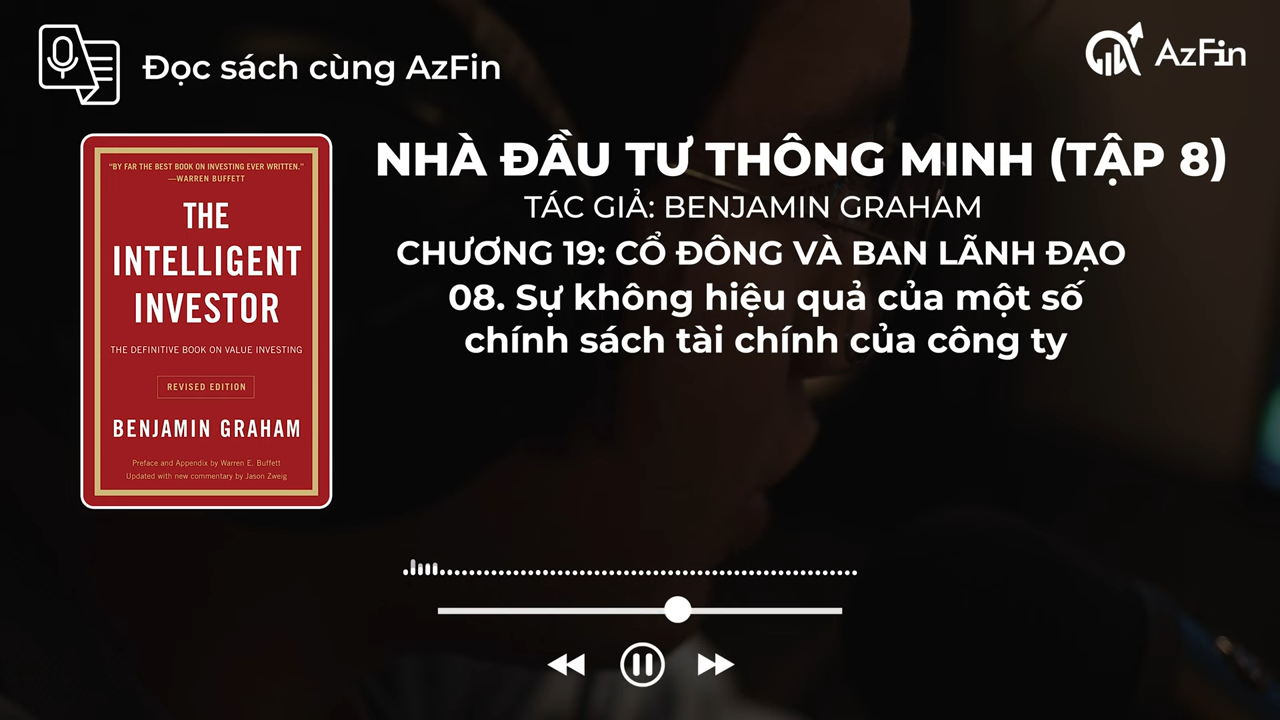 Đọc sách cùng AzFin
AzFin
"BY FAR THE BEST BOOK ON INVESTING EVER WRITTEN."
—WARREN BUFFETT
THE
INTELLIGENT
INVESTOR
THE DEFINITIVE BOOK ON VALUE INVESTING
REVISED EDITION
BENJAMIN GRAHAM
Preface and Appendix by Warren E. Buffett
Updated with new commentary by Jason Zweig
NHÀ ĐẦU TƯ THÔNG MINH (TẬP 8)
TÁC GIẢ: BENJAMIN GRAHAM
CHƯƠNG 19: CỔ ĐÔNG VÀ BAN LÃNH ĐẠO
08. Sự không hiệu quả của một số
chính sách tài chính của công ty